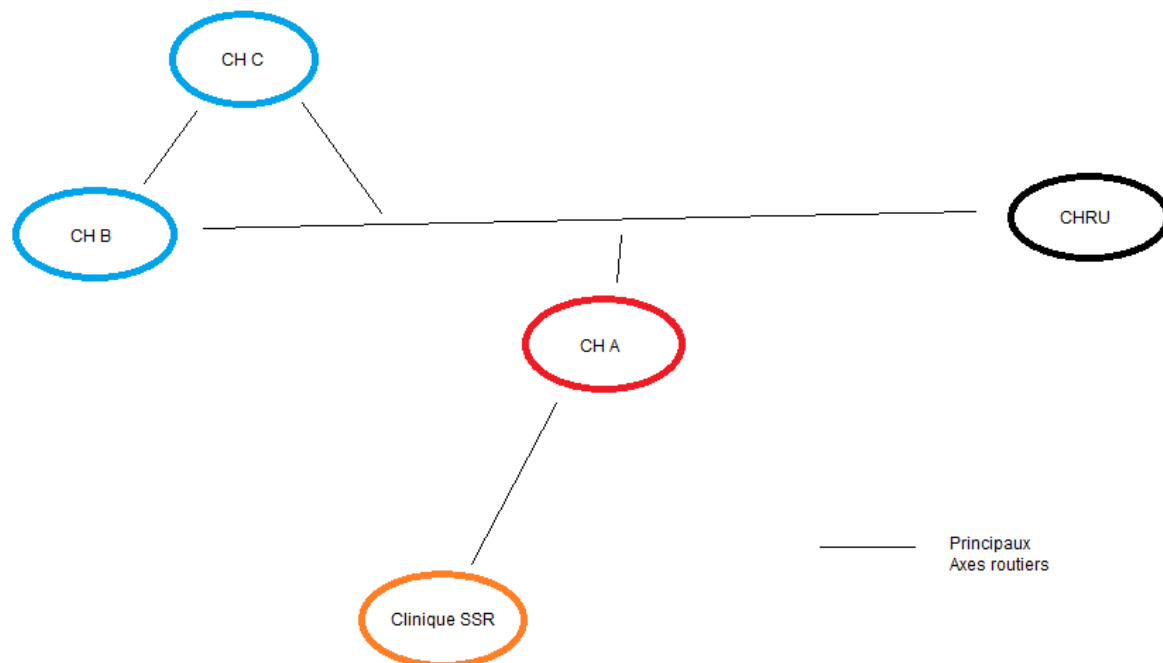 CH C
CH B
CHRU
CH A
Principaux
Axes routiers
Clinique SSR